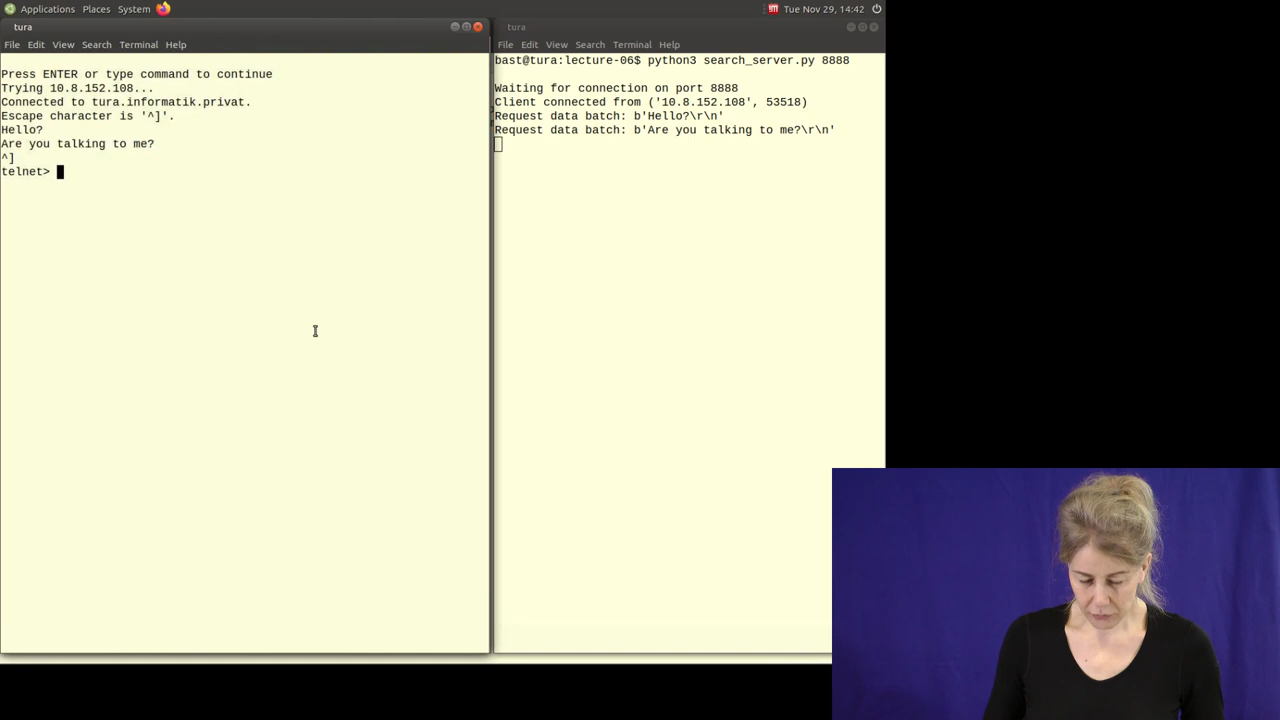 Applications Places System
Tue Nov 29, 14:42
tura
File Edit View Search Terminal Help
Press ENTER or type command to continue
Trying 10.8.152.108...
Connected to tura.informatik.privat.
Escape character is '^]'.
Hello?
Are you talking to me?
^]
telnet>
tura
File Edit View Search Terminal Help
bast@tura:lecture-06$ python3 search_server.py 8888
Waiting for connection on port 8888
Client connected from ('10.8.152.108', 53518)
Request data batch: b'Hello?\r\n'
Request data batch: b'Are you talking to me?\r\n'